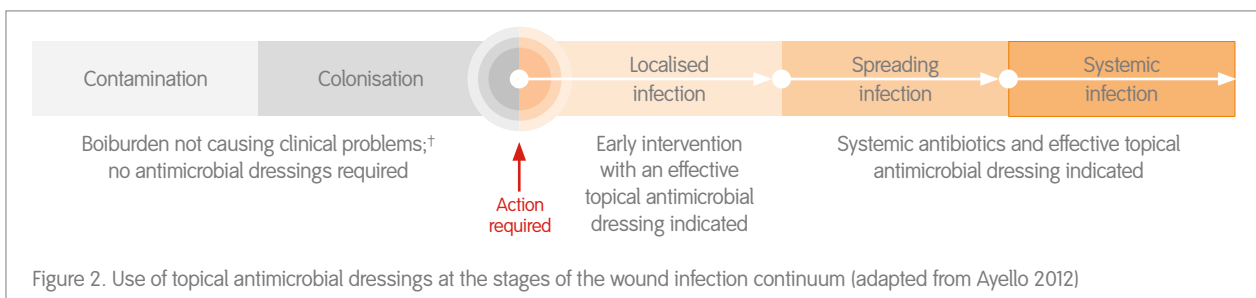 Contamination
Colonisation
Localised
infection
Spreading
infection
Systemic
infection
Boiburden not causing clinical problems;†
no antimicrobial dressings required
Action
required
Early intervention
with an effective
topical antimicrobial
dressing indicated
Systemic antibiotics and effective topical
antimicrobial dressing indicated
Figure 2. Use of topical antimicrobial dressings at the stages of the wound infection continuum (adapted from Ayello 2012)